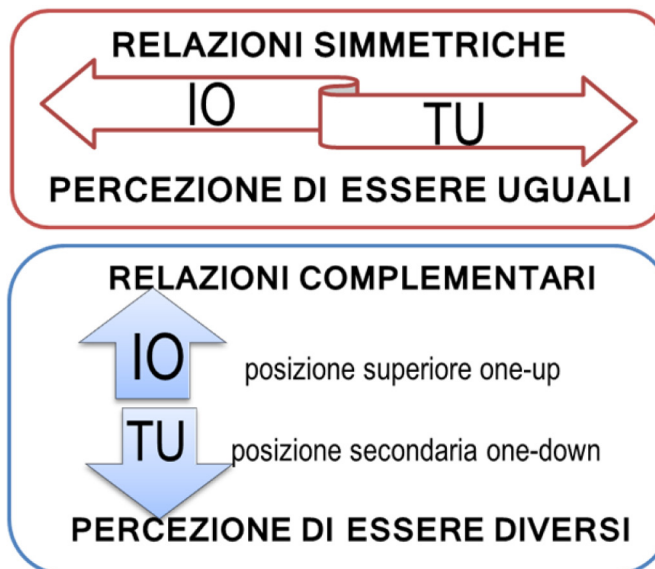 RELAZIONI SIMMETRICHE
IO
TU
PERCEZIONE DI ESSERE UGUALI
RELAZIONI COMPLEMENTARI
IO
posizione superiore one-up
TU
posizione secondaria one-down
PERCEZIONE DI ESSERE DIVERSI